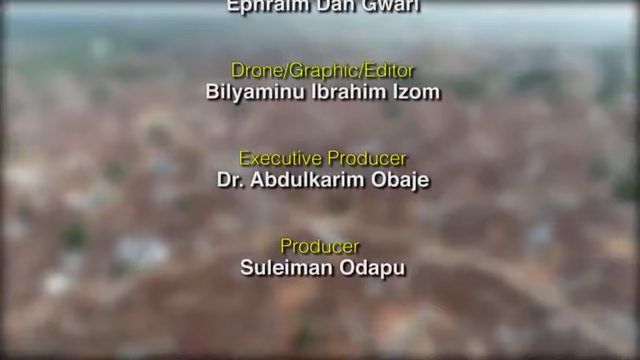 Ephraim Dan Gwari
Drone/Graphic/Editor
Bilyaminu Ibrahim Izom
Executive Producer
Dr. Abdulkarim Obaje
Producer
Suleiman Odapu